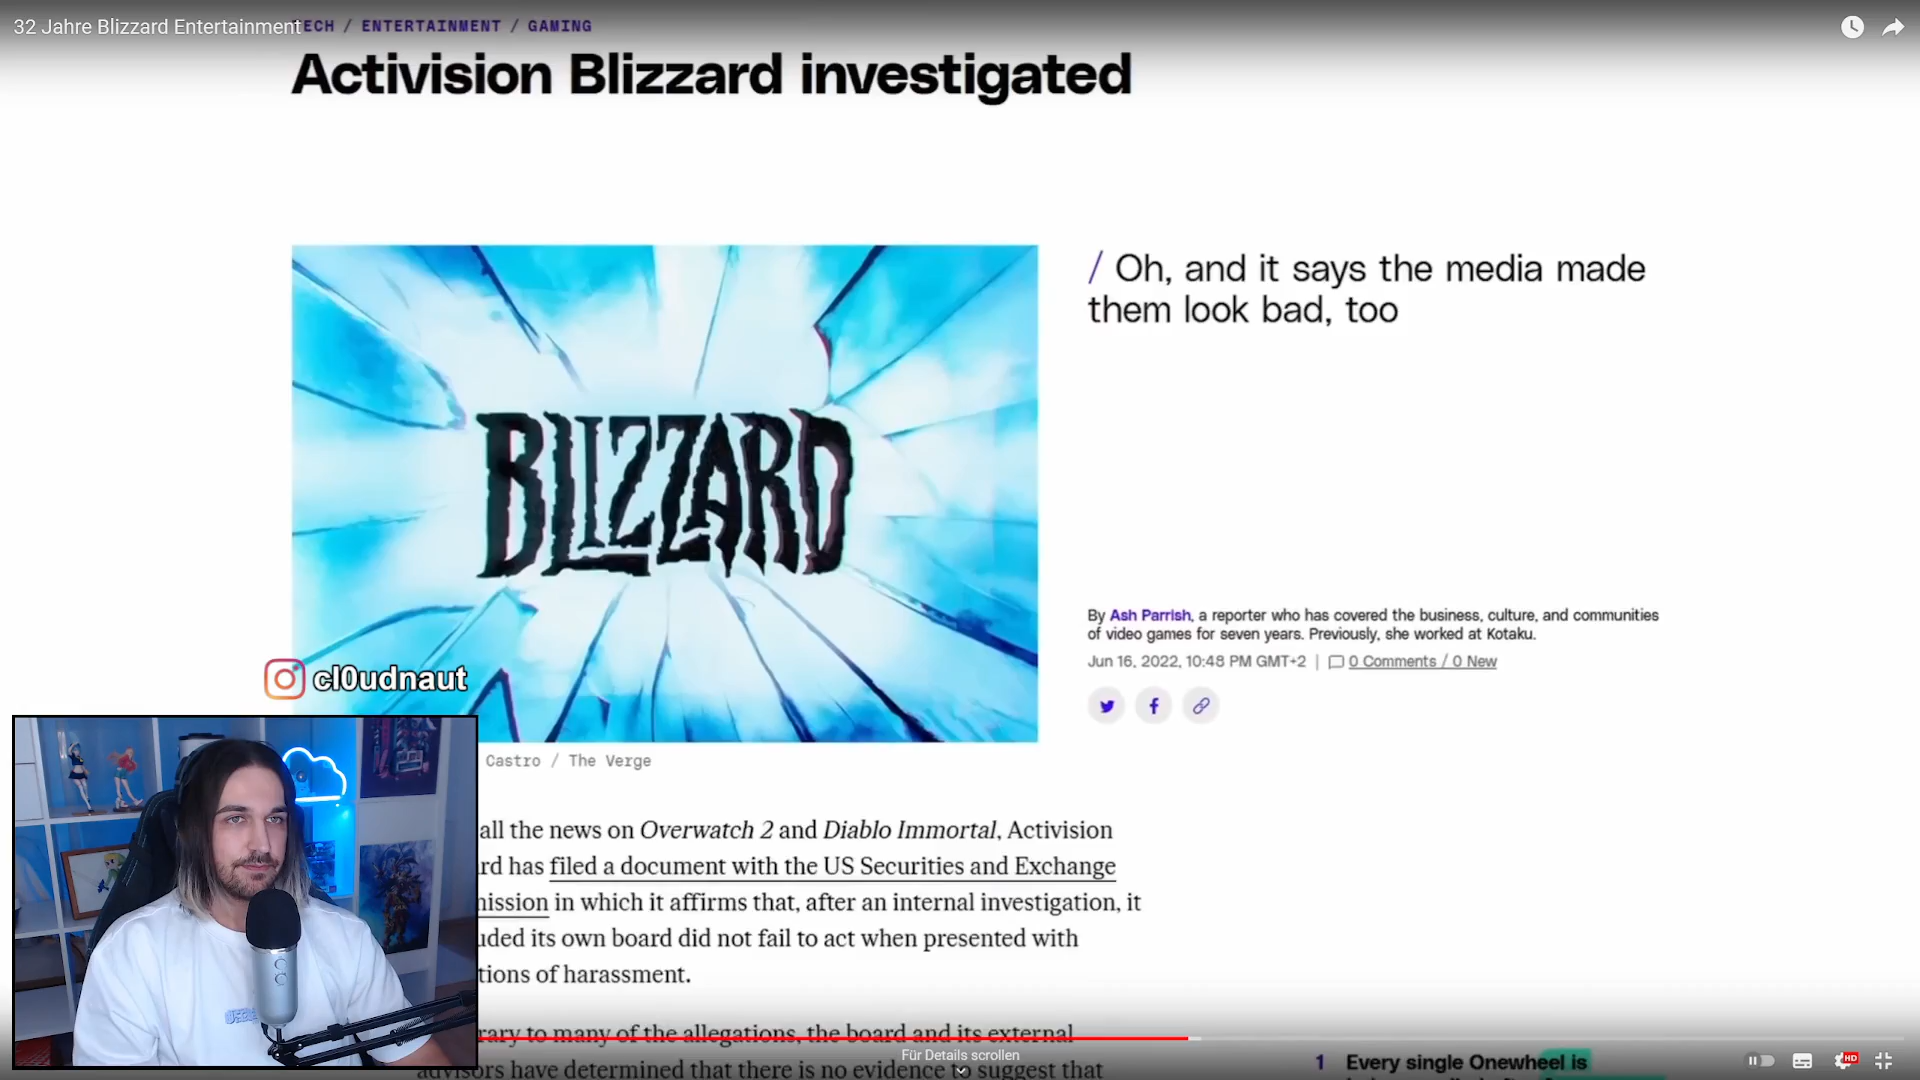 32 Jahre Blizzard Entertainment
TECH / ENTERTAINMENT / GAMING
Activision Blizzard investigated
/ Oh, and it says the media made
them look bad, too
BLIZZARD
By Ash Parrish, a reporter who has covered the business, culture, and communities
of video games for seven years. Previously, she worked at Kotaku.
Jun 16, 2022, 10:48 PM GMT+2 | 0 Comments / 0 New
cl0udnaut
Castro / The Verge
all the news on Overwatch 2 and Diablo Immortal, Activision
rd has filed a document with the US Securities and Exchange
nission in which it affirms that, after an internal investigation, it
uded its own board did not fail to act when presented with
tions of harassment.
rary to many of the allegations, the board and its external
advisors have determined that there is no evidence to suggest that
Für Details scrollen
1 Every single Onewheel is
HD